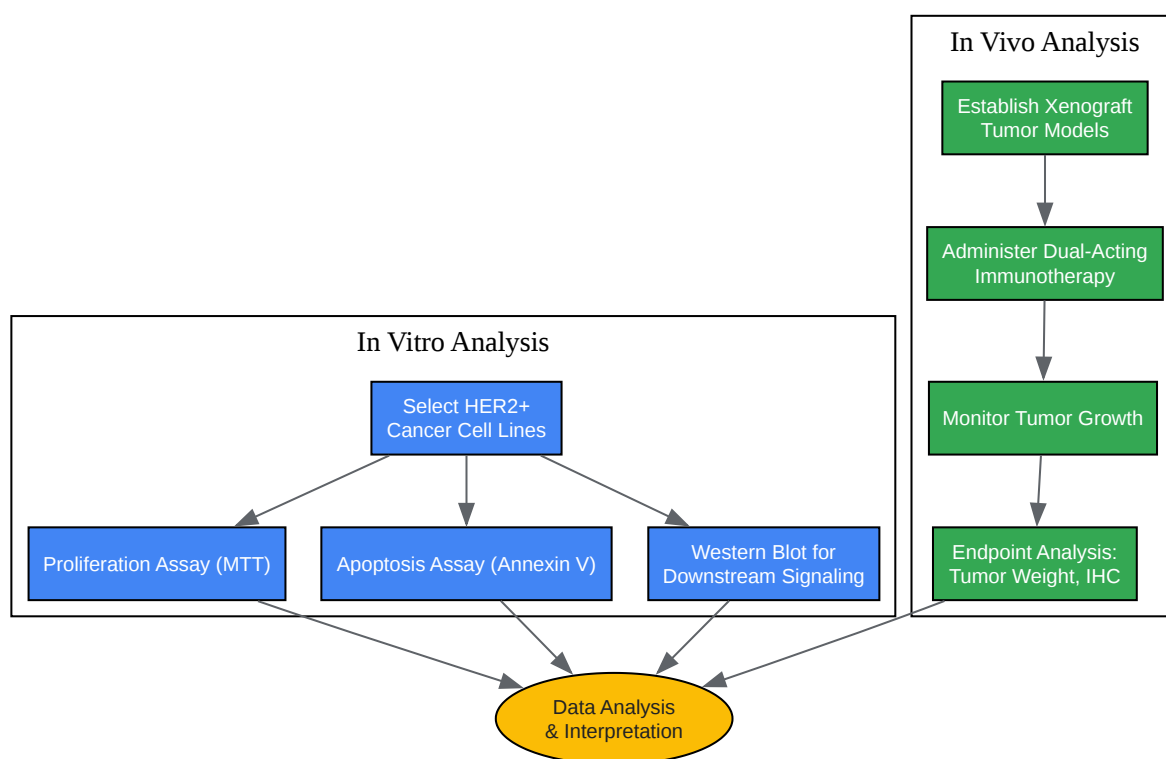 In Vivo Analysis
Establish Xenograft
Tumor Models
Administer Dual-Acting
Immunotherapy
Monitor Tumor Growth
Endpoint Analysis:
Tumor Weight, IHC
In Vitro Analysis
Select HER2+
Cancer Cell Lines
Proliferation Assay (MTT)
Apoptosis Assay (Annexin V)
Western Blot for
Downstream Signaling
Data Analysis
& Interpretation